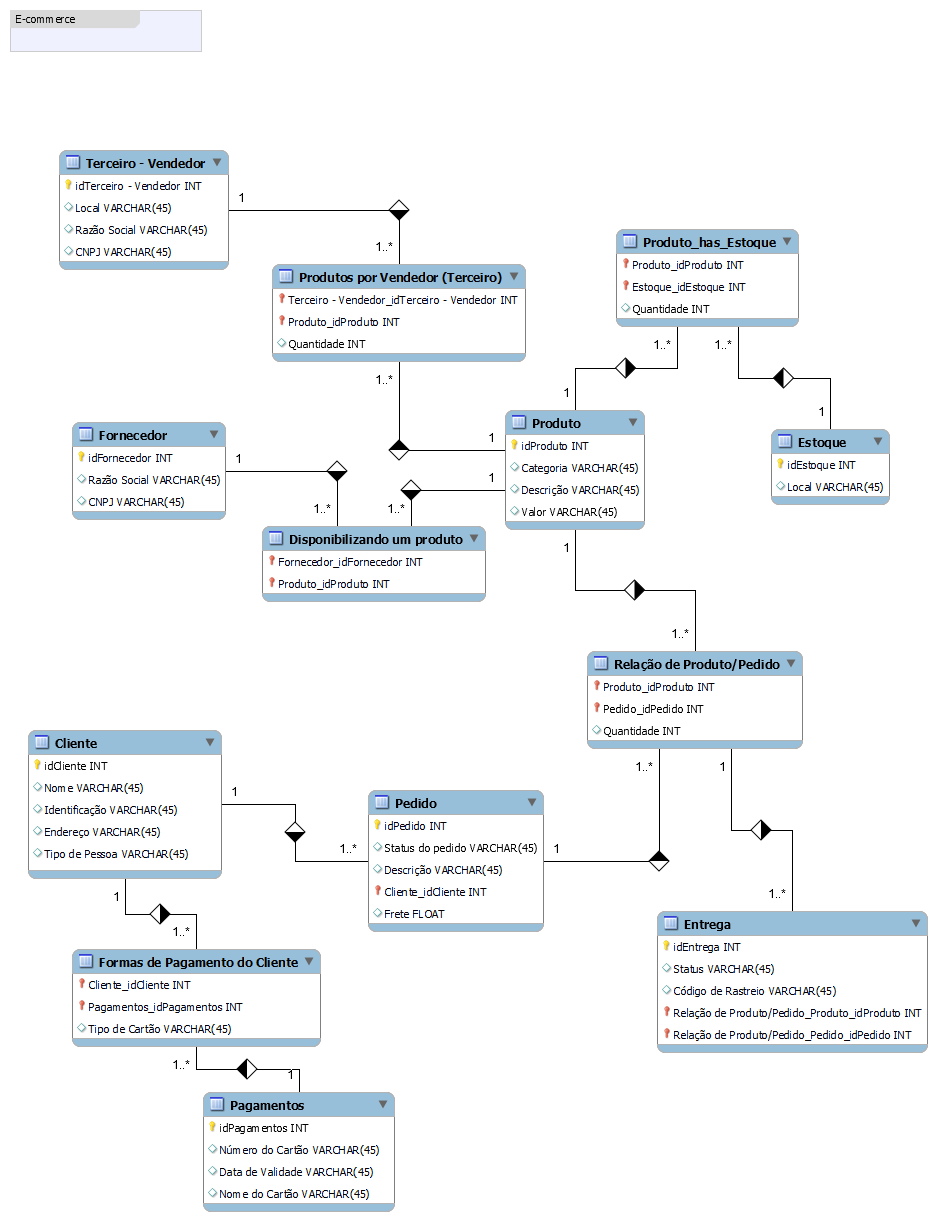 E-commerce
Terceiro - Vendedor
idTerceiro - Vendedor INT
Local VARCHAR(45)
Razão Social VARCHAR(45)
CNPJ VARCHAR(45)
1
1..*
Produtos por Vendedor (Terceiro)
Terceiro - Vendedor_idTerceiro - Vendedor INT
Produto_idProduto INT
Quantidade INT
1..*
1
Produto_has_Estoque
Produto_idProduto INT
Estoque_idEstoque INT
Quantidade INT
1..*
1..*
1
1
Estoque
idEstoque INT
Local VARCHAR(45)
Produto
idProduto INT
Categoria VARCHAR(45)
Descrição VARCHAR(45)
Valor VARCHAR(45)
Fornecedor
idFornecedor INT
Razão Social VARCHAR(45)
CNPJ VARCHAR(45)
1
1..*
1
1..*
Disponibilizando um produto
Fornecedor_idFornecedor INT
Produto_idProduto INT
1
1..*
Relação de Produto/Pedido
Produto_idProduto INT
Pedido_idPedido INT
Quantidade INT
1..*
1
Cliente
idCliente INT
Nome VARCHAR(45)
Identificação VARCHAR(45)
Endereço VARCHAR(45)
Tipo de Pessoa VARCHAR(45)
1
1..*
Pedido
idPedido INT
Status do pedido VARCHAR(45)
Descrição VARCHAR(45)
Cliente_idCliente INT
Frete FLOAT
1
1..*
Entrega
idEntrega INT
Status VARCHAR(45)
Código de Rastreio VARCHAR(45)
Relação de Produto/Pedido_Produto_idProduto INT
Relação de Produto/Pedido_Pedido_idPedido INT
1
1..*
Formas de Pagamento do Cliente
Cliente_idCliente INT
Pagamentos_idPagamentos INT
Tipo de Cartão VARCHAR(45)
1..*
1
Pagamentos
idPagamentos INT
Número do Cartão VARCHAR(45)
Data de Validade VARCHAR(45)
Nome do Cartão VARCHAR(45)